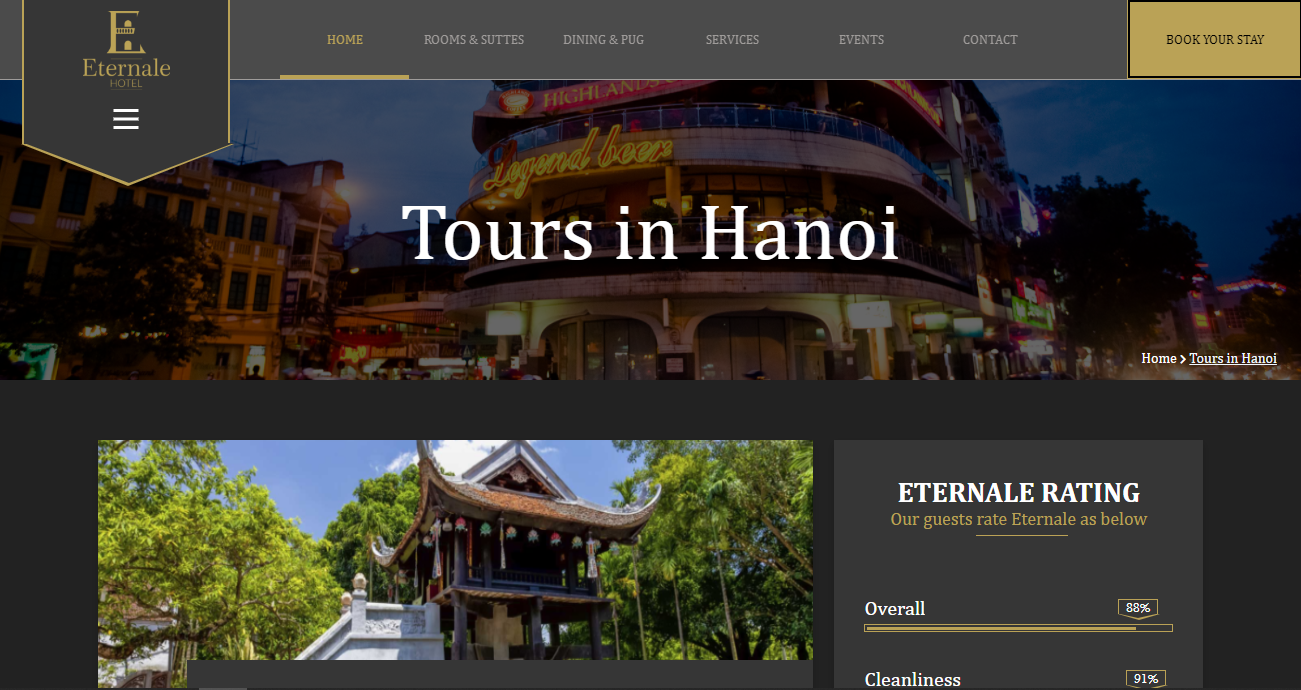 Eternale
HOTEL
HOME
ROOMS & SUTTES
DINING & PUG
SERVICES
EVENTS
CONTACT
BOOK YOUR STAY
HIGHLANDS
Legend beer
Tours in Hanoi
Home > Tours in Hanoi
ETERNALE RATING
Our guests rate Eternale as below
Overall
88%
Cleanliness
91%